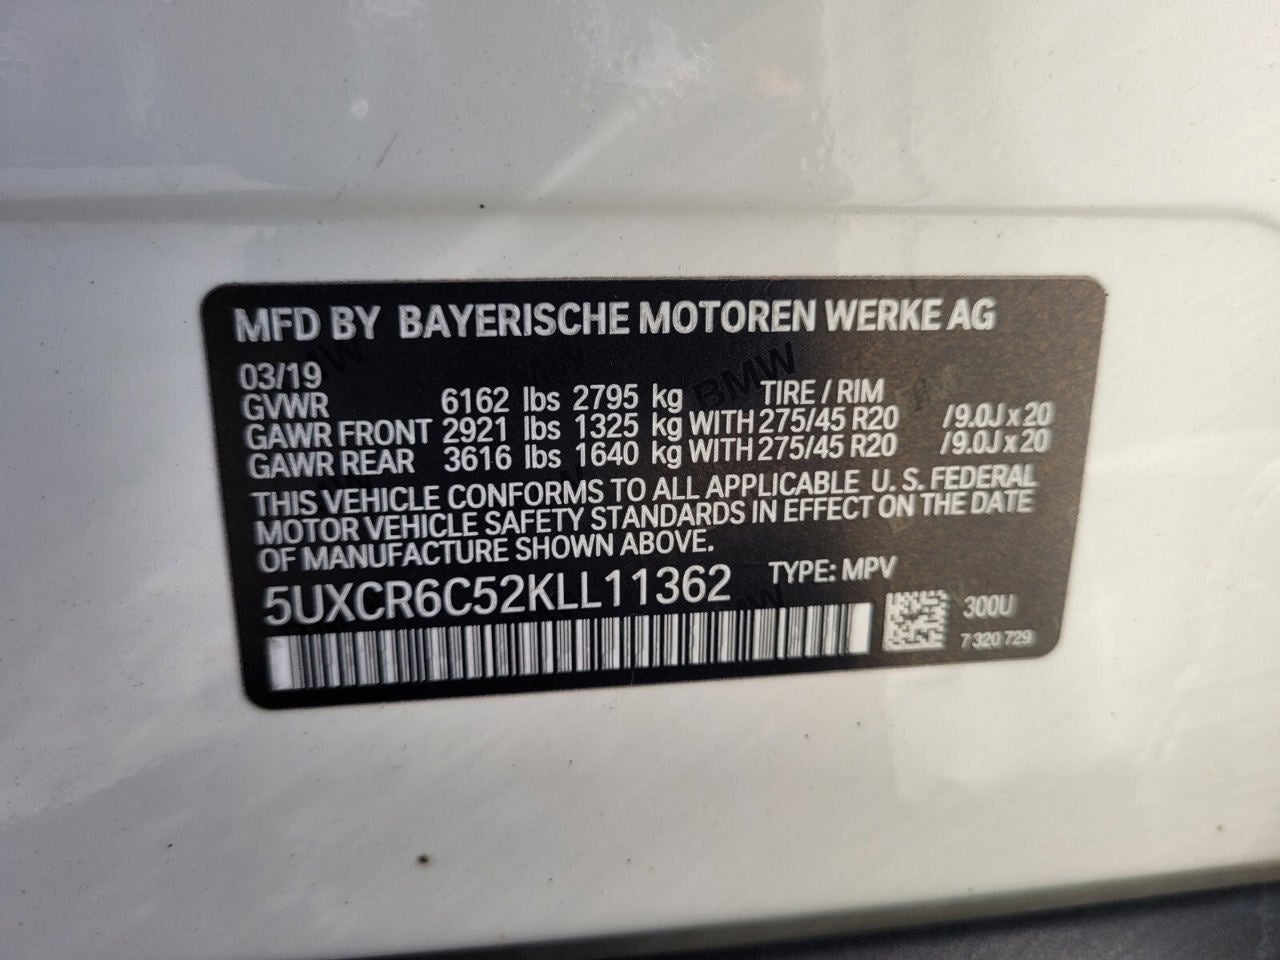 MFD BY BAYERISCHE MOTOREN WERKE AG
03/19
GVWR 6162 lbs 2795 kg TIRE / RIM
GAWR FRONT 2921 lbs 1325 kg WITH 275/45 R20 /9.0J x 20
GAWR REAR 3616 lbs 1640 kg WITH 275/45 R20 /9.0J x 20
THIS VEHICLE CONFORMS TO ALL APPLICABLE U. S. FEDERAL
MOTOR VEHICLE SAFETY STANDARDS IN EFFECT ON THE DATE
OF MANUFACTURE SHOWN ABOVE.
5UXCR6C52KLL11362 TYPE: MPV
300U
7 320 729
BMW